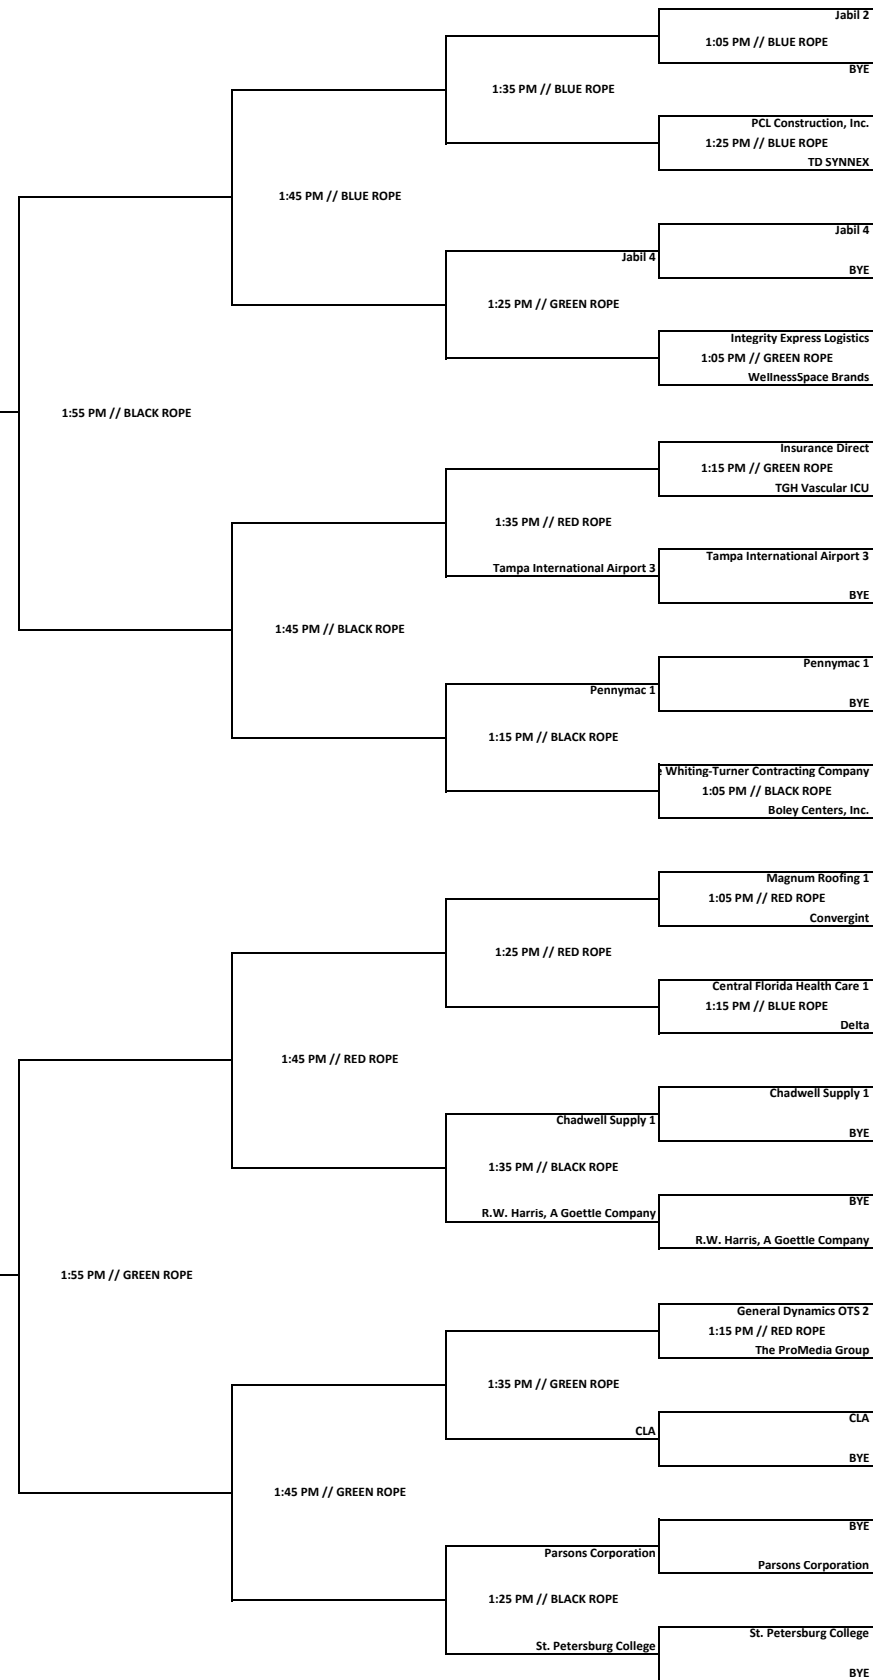 Jabil 2
1:05 PM // BLUE ROPE
BYE
1:35 PM // BLUE ROPE
PCL Construction, Inc.
1:25 PM // BLUE ROPE
TD SYNNEX
1:45 PM // BLUE ROPE
Jabil 4
Jabil 4
BYE
1:25 PM // GREEN ROPE
Integrity Express Logistics
1:05 PM // GREEN ROPE
WellnessSpace Brands
1:55 PM // BLACK ROPE
Insurance Direct
1:15 PM // GREEN ROPE
TGH Vascular ICU
1:35 PM // RED ROPE
Tampa International Airport 3
Tampa International Airport 3
BYE
1:45 PM // BLACK ROPE
Pennymac 1
Pennymac 1
BYE
1:15 PM // BLACK ROPE
Whiting-Turner Contracting Company
1:05 PM // BLACK ROPE
Boley Centers, Inc.
Magnum Roofing 1
1:05 PM // RED ROPE
Convergint
1:25 PM // RED ROPE
Central Florida Health Care 1
1:15 PM // BLUE ROPE
Delta
1:45 PM // RED ROPE
Chadwell Supply 1
Chadwell Supply 1
BYE
1:35 PM // BLACK ROPE
BYE
R.W. Harris, A Goettle Company
R.W. Harris, A Goettle Company
1:55 PM // GREEN ROPE
General Dynamics OTS 2
1:15 PM // RED ROPE
The ProMedia Group
1:35 PM // GREEN ROPE
CLA
CLA
BYE
1:45 PM // GREEN ROPE
BYE
Parsons Corporation
Parsons Corporation
1:25 PM // BLACK ROPE
St. Petersburg College
St. Petersburg College
BYE